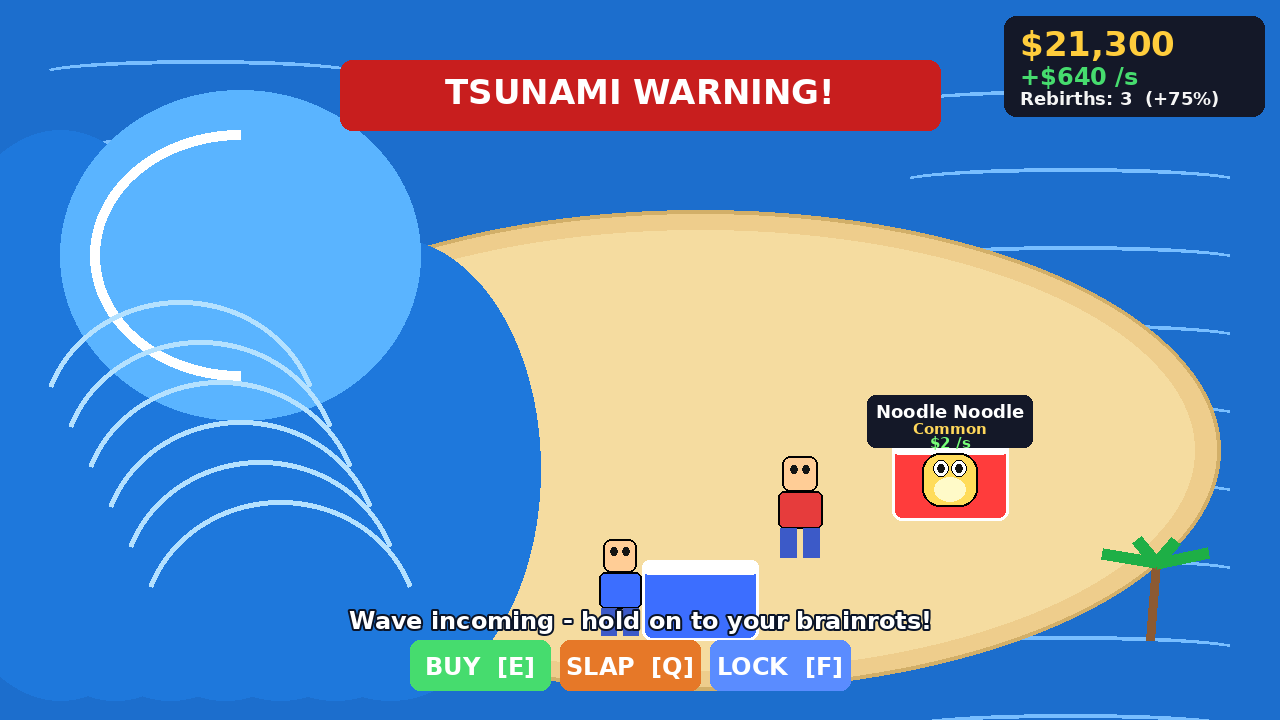 $21,300
+$640 /s
Rebirths: 3 (+75%)
TSUNAMI WARNING!
Noodle Noodle
Common
$2 /s
Wave incoming - hold on to your brainrots!
BUY [E]
SLAP [Q]
LOCK [F]